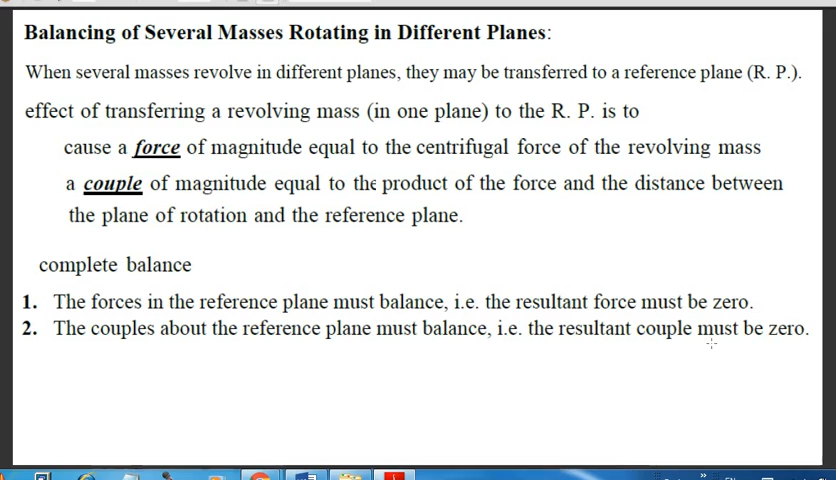 Balancing of Several Masses Rotating in Different Planes:
When several masses revolve in different planes, they may be transferred to a reference plane (R. P.).
effect of transferring a revolving mass (in one plane) to the R. P. is to
cause a force of magnitude equal to the centrifugal force of the revolving mass
a couple of magnitude equal to the product of the force and the distance between
the plane of rotation and the reference plane.
complete balance
1. The forces in the reference plane must balance, i.e. the resultant force must be zero.
2. The couples about the reference plane must balance, i.e. the resultant couple must be zero.